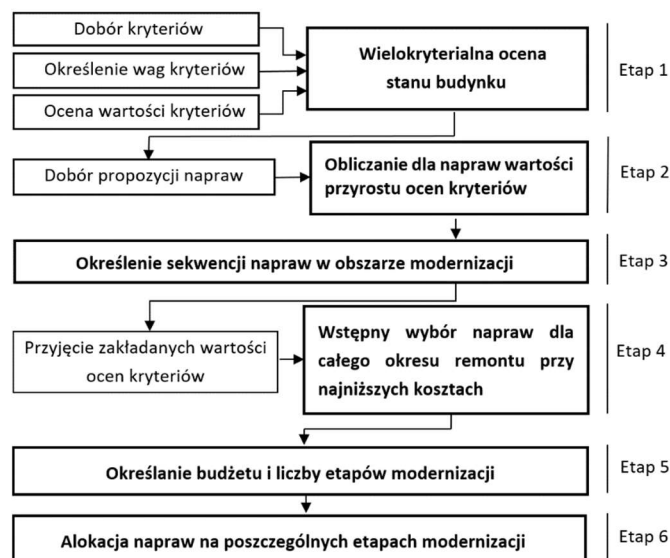 Dobór kryteriów
Określenie wag kryteriów
Ocena wartości kryteriów
Wielokryterialna ocena
stanu budynku
Etap 1
Dobór propozycji napraw
Obliczanie dla napraw wartości
przyrostu ocen kryteriów
Etap 2
Określenie sekwencji napraw w obszarze modernizacji
Etap 3
Przyjęcie zakładanych wartości
ocen kryteriów
Wstępny wybór napraw dla
całego okresu remontu przy
najniższych kosztach
Etap 4
Określanie budżetu i liczby etapów modernizacji
Etap 5
Alokacja napraw na poszczególnych etapach modernizacji
Etap 6